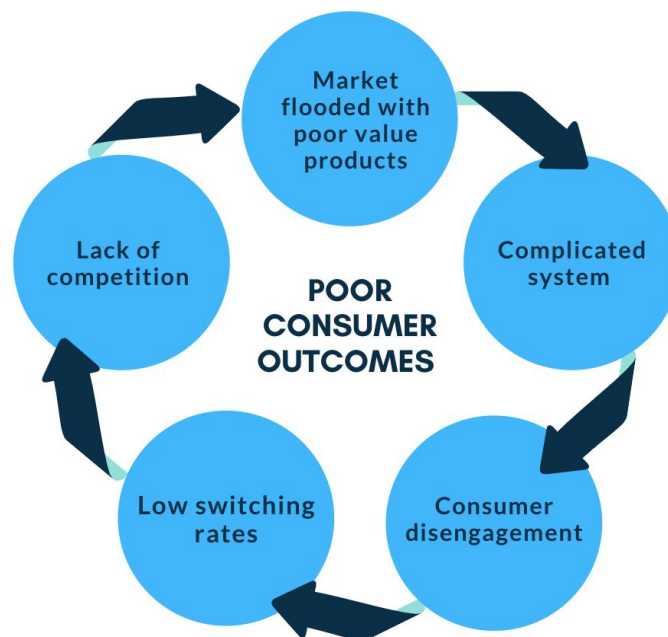 Market
flooded with
poor value
products
Complicated
system
Consumer
disengagement
Low switching
rates
Lack of
competition
POOR
CONSUMER
OUTCOMES